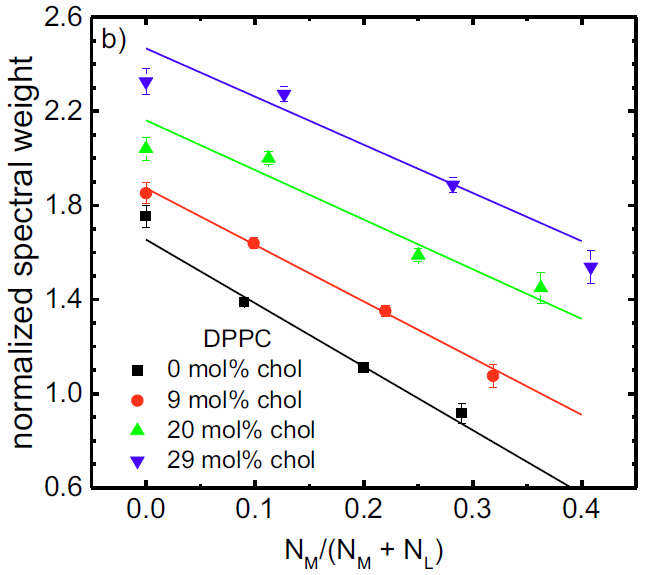 b)
normalized spectral weight
2.6
2.2
1.8
1.4
1.0
0.6
DPPC
0 mol% chol
9 mol% chol
20 mol% chol
29 mol% chol
0.0 0.1 0.2 0.3 0.4
N_M/(N_M + N_L)